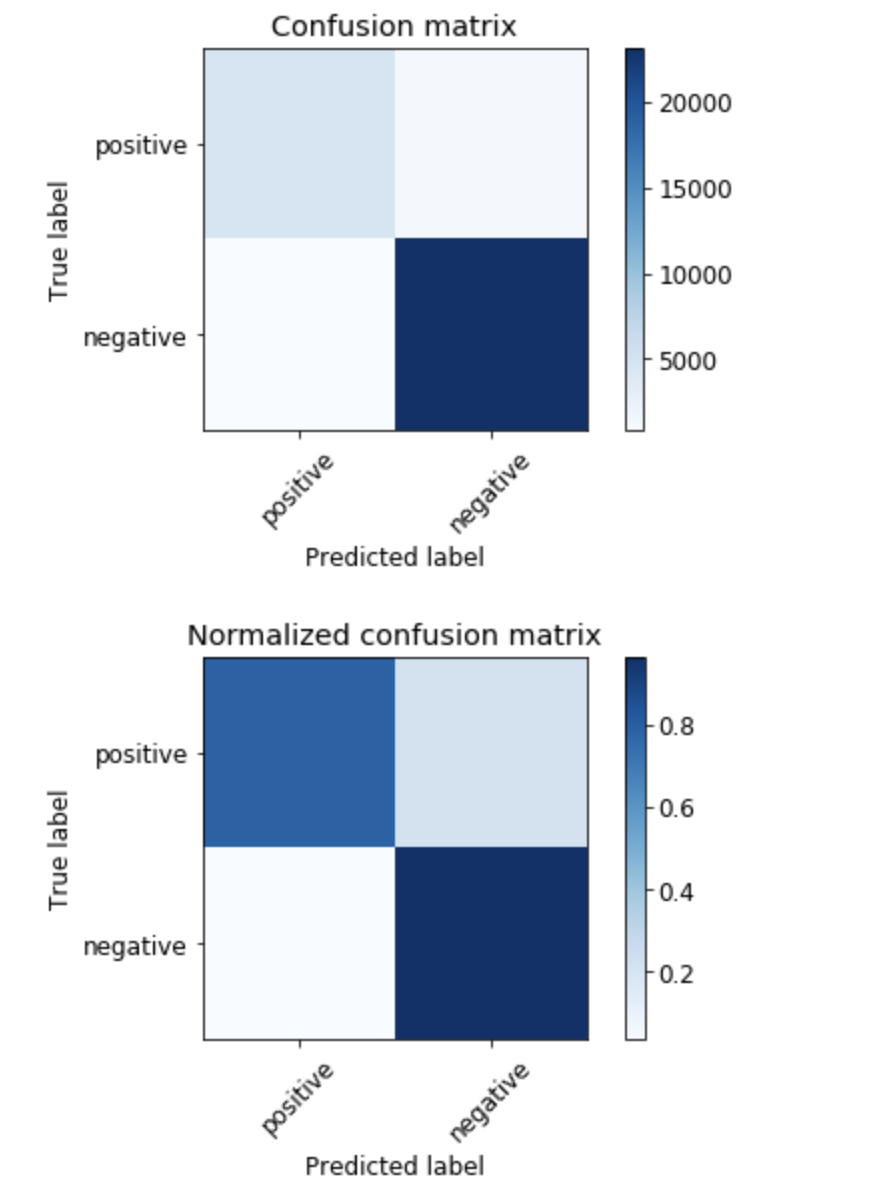 Confusion matrix
True label
positive
negative
positive
negative
Predicted label
20000
15000
10000
5000
Normalized confusion matrix
True label
positive
negative
positive
negative
Predicted label
0.8
0.6
0.4
0.2